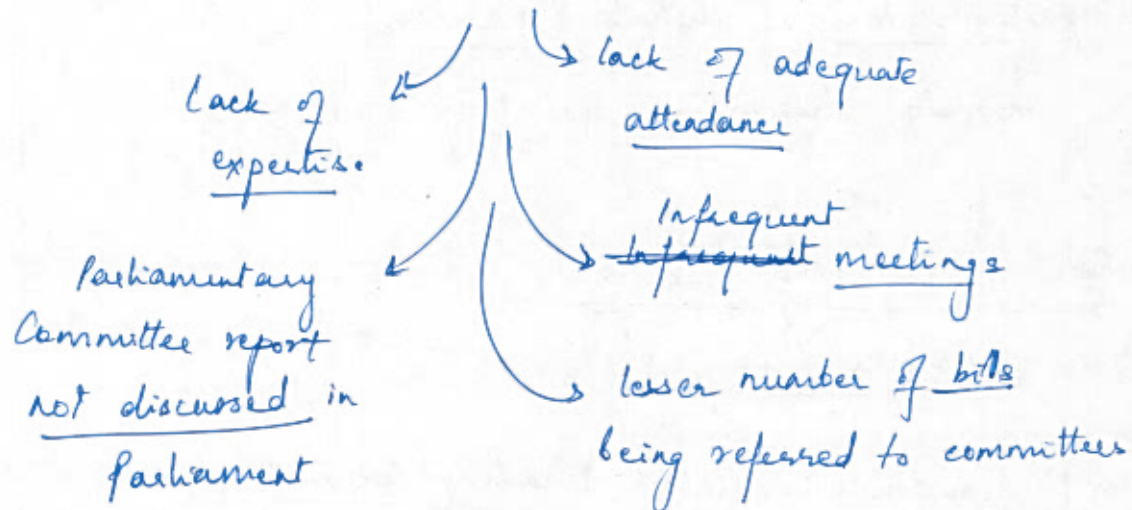 lack of
expertise.
lack of adequate
attendance
Parliamentary
Committee report
not discussed in
Parliament
Infrequent
Infrequent meetings
lesser number of bills
being referred to committees